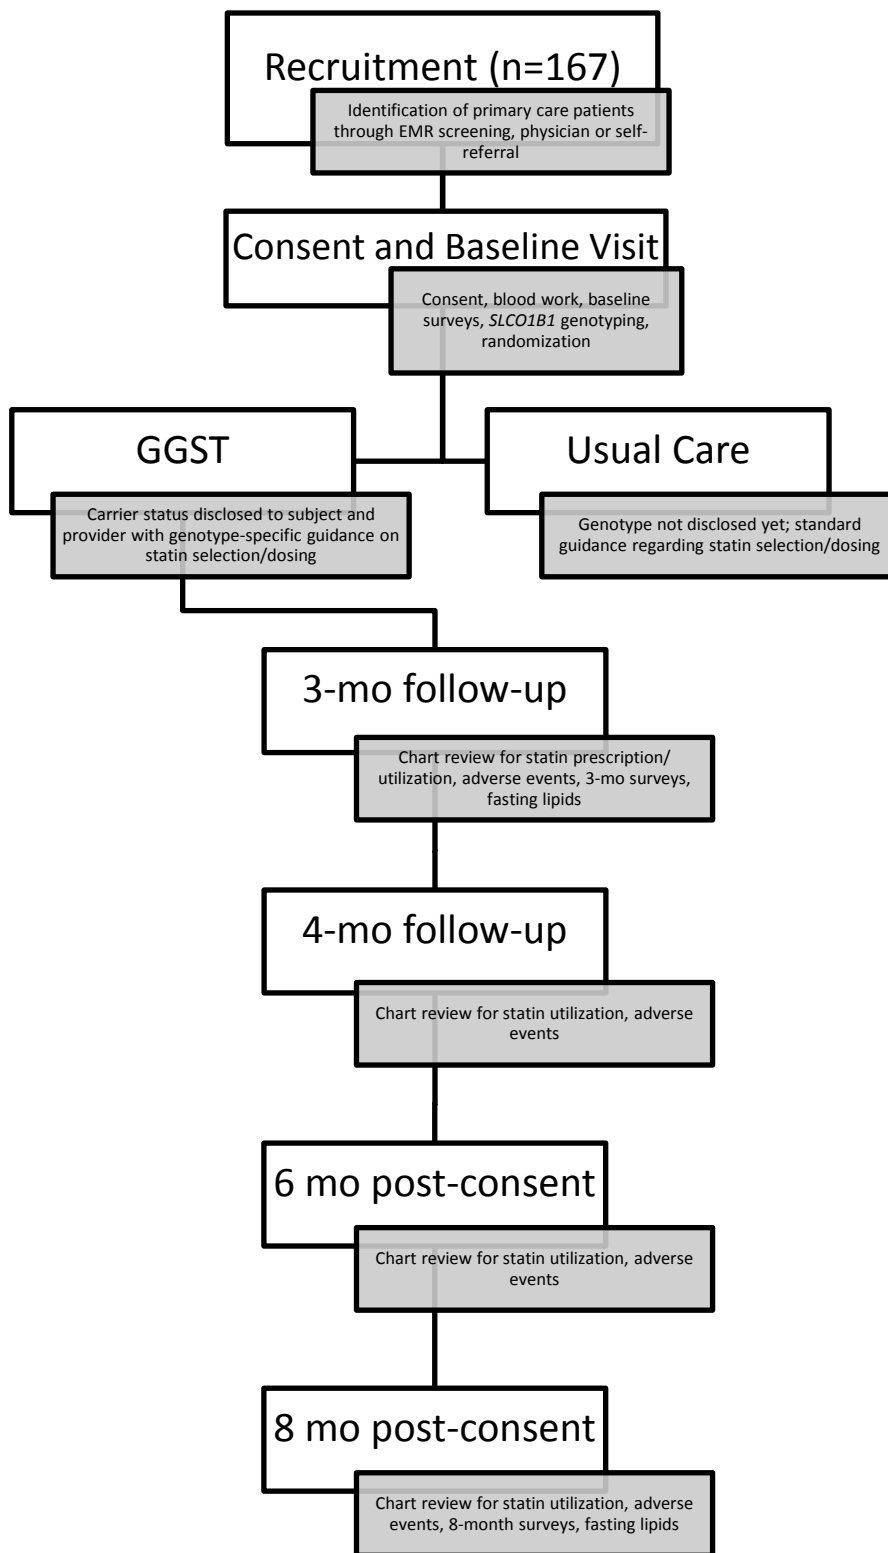 Recruitment (n=167)
Identification of primary care patients
through EMR screening, physician or self-
referral
Consent and Baseline Visit
Consent, blood work, baseline
surveys, SLCO1B1 genotyping,
randomization
GGST
Carrier status disclosed to subject and
provider with genotype-specific guidance on
statin selection/dosing
Usual Care
Genotype not disclosed yet; standard
guidance regarding statin selection/dosing
3-mo follow-up
Chart review for statin prescription/
utilization, adverse events, 3-mo surveys,
fasting lipids
4-mo follow-up
Chart review for statin utilization, adverse
events
6 mo post-consent
Chart review for statin utilization, adverse
events
8 mo post-consent
Chart review for statin utilization, adverse
events, 8-month surveys, fasting lipids